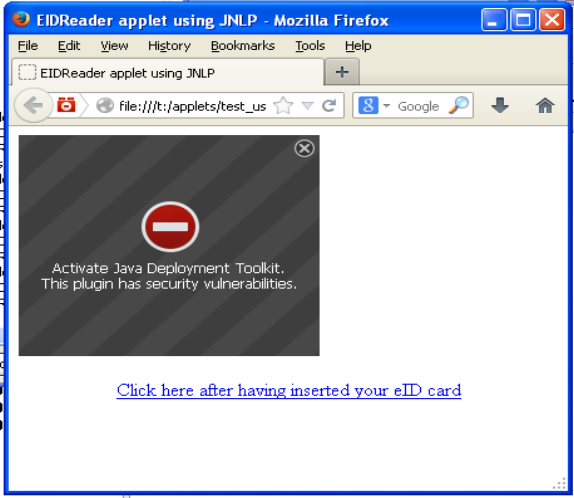 EIDReader applet using JNLP - Mozilla Firefox
File Edit View History Bookmarks Tools Help
EIDReader applet using JNLP
file:///t:/applets/test_us 8 Google
Activate Java Deployment Toolkit.
This plugin has security vulnerabilities.
Click here after having inserted your eID card